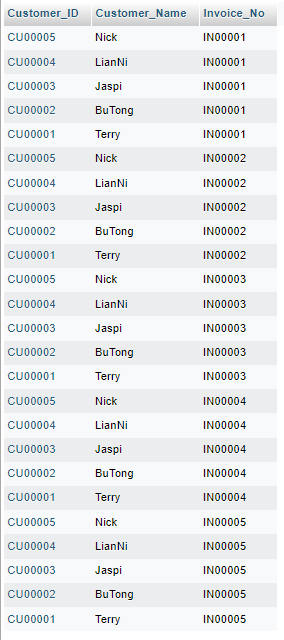 Customer_ID Customer_Name Invoice_No
CU00005 Nick IN00001
CU00004 LianNi IN00001
CU00003 Jaspi IN00001
CU00002 BuTong IN00001
CU00001 Terry IN00001
CU00005 Nick IN00002
CU00004 LianNi IN00002
CU00003 Jaspi IN00002
CU00002 BuTong IN00002
CU00001 Terry IN00002
CU00005 Nick IN00003
CU00004 LianNi IN00003
CU00003 Jaspi IN00003
CU00002 BuTong IN00003
CU00001 Terry IN00003
CU00005 Nick IN00004
CU00004 LianNi IN00004
CU00003 Jaspi IN00004
CU00002 BuTong IN00004
CU00001 Terry IN00004
CU00005 Nick IN00005
CU00004 LianNi IN00005
CU00003 Jaspi IN00005
CU00002 BuTong IN00005
CU00001 Terry IN00005